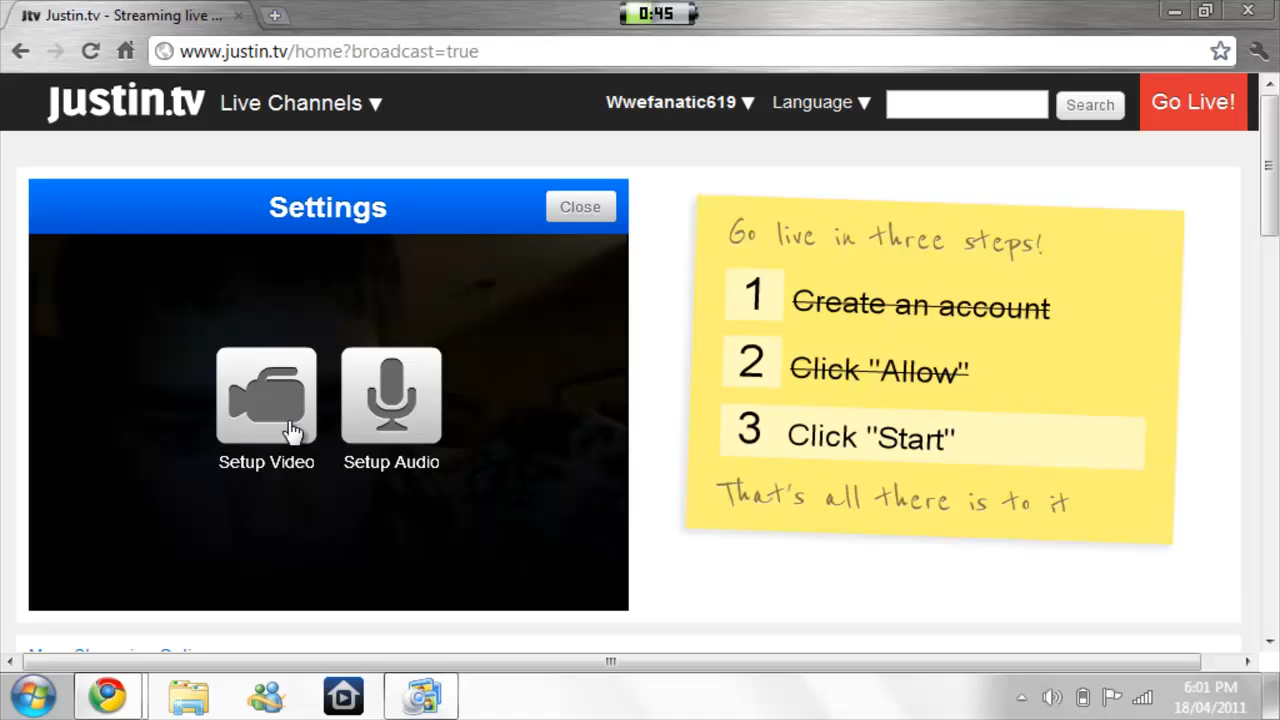 jtv Justin.tv - Streaming live ...
0:45
www.justin.tv/home?broadcast=true
justin.tv Live Channels ▼ Wwefanatic619 ▼ Language ▼ Search Go Live!
Settings Close
Setup Video Setup Audio
Go live in three steps!
1 Create an account
2 Click "Allow"
3 Click "Start"
That's all there is to it
6:01 PM
18/04/2011